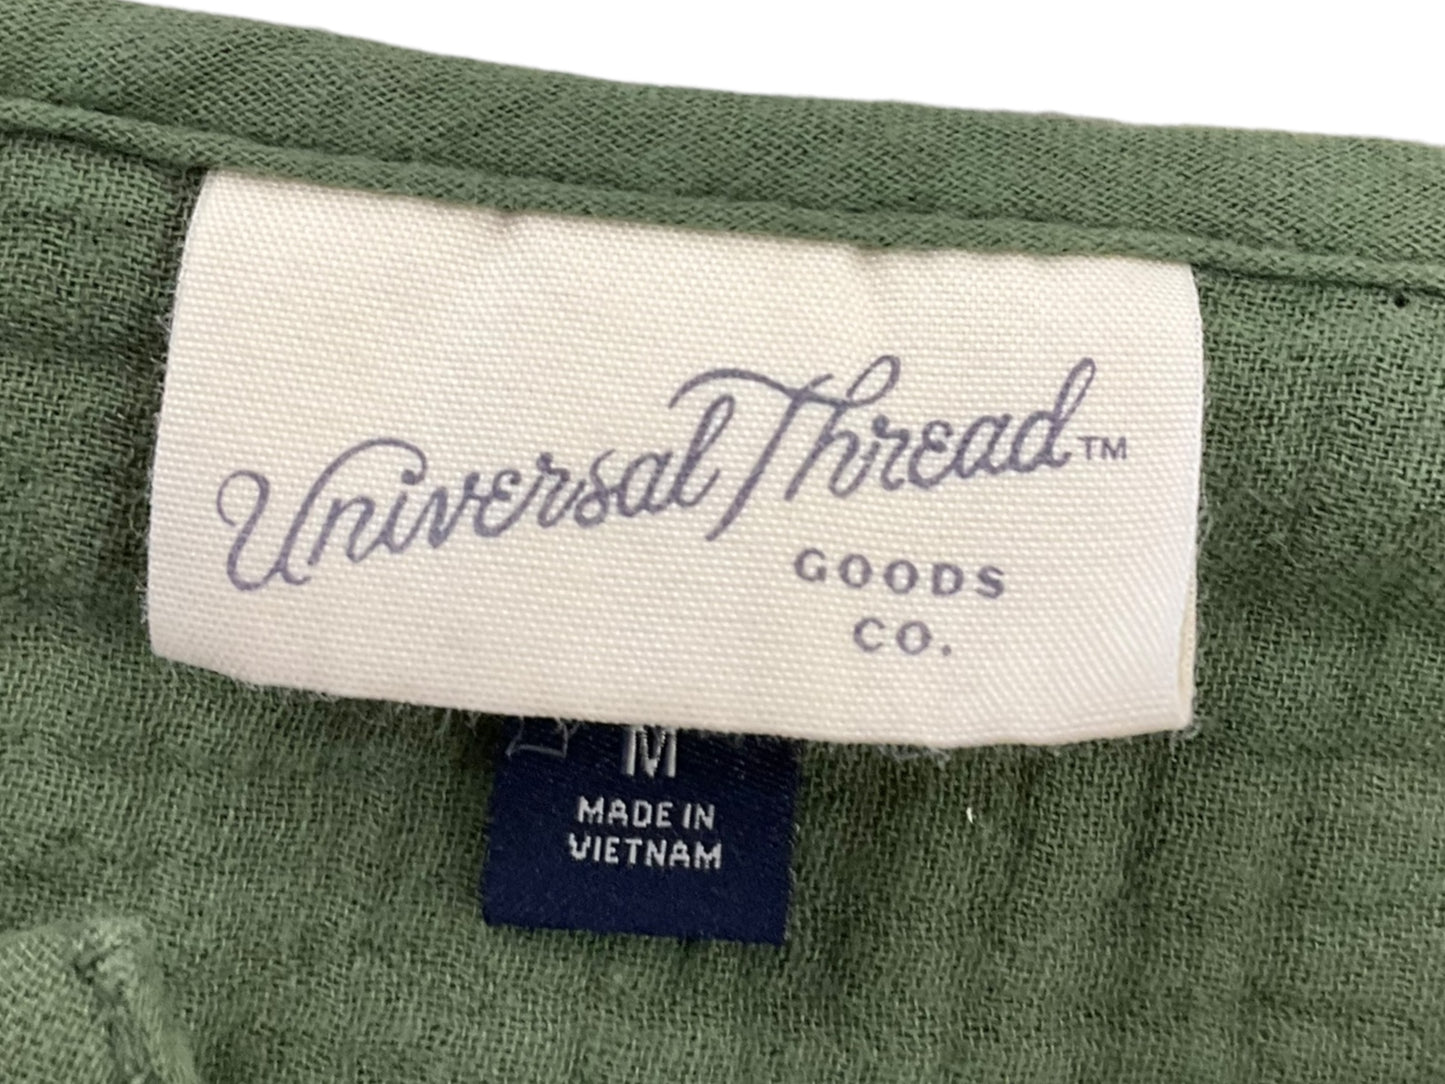 Universal Thread™
GOODS
CO.
M
MADE IN
VIETNAM